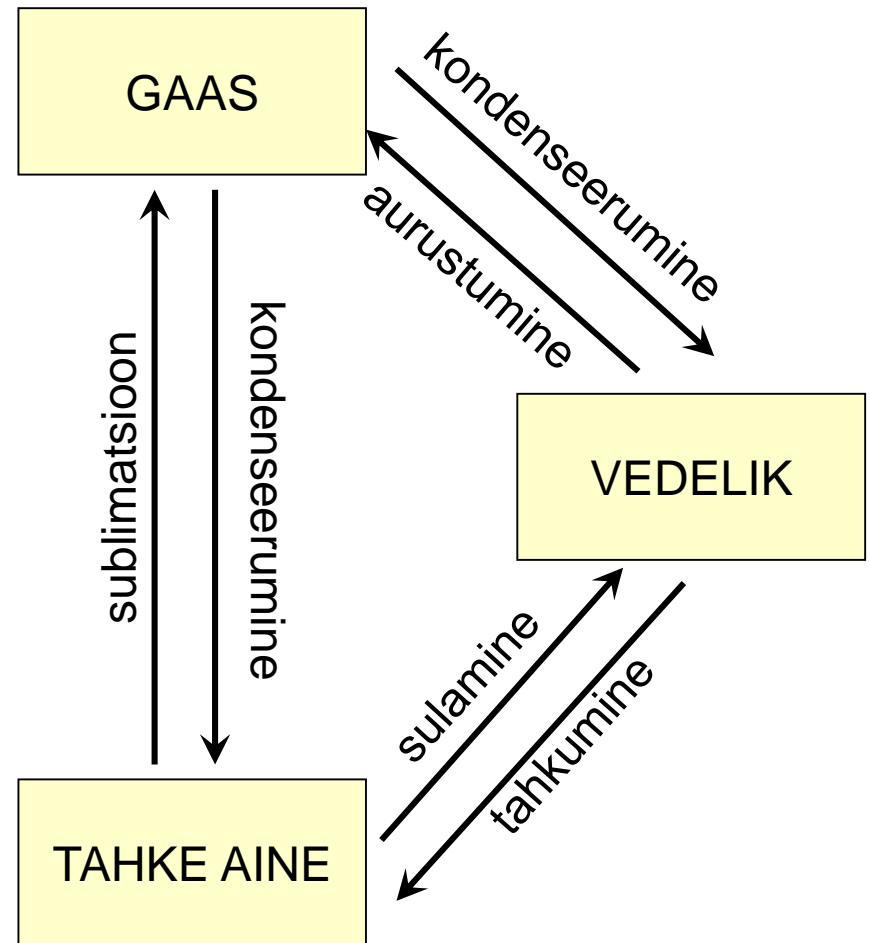 GAAS
kondenseerumine
aurustumine
sublimatsioon
kondenseerumine
VEDELIK
sulamine
tahkumine
TAHKE AINE